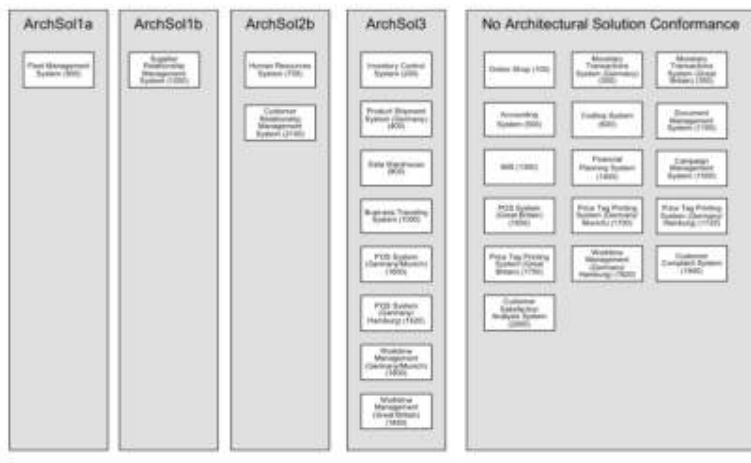 ArchSol1a
Fleet Management
System (900)
ArchSol1b
Supplier
Relationship
Management
System (1200)
ArchSol2b
Human Resources
System (700)
Customer
Relationship
Management
System (2100)
ArchSol3
Inventory Control
System (200)
Product Shipment
System (Germany)
(400)
Data Warehouse
(800)
Business Traveling
System (1000)
POS System
(Germany/Munich)
(1600)
POS System
(Germany/
Hamburg) (1620)
Worktime
Management
(Germany/Munich)
(1800)
Worktime
Management
(Great Britain)
No Architectural Solution Conformance
Online Shop (100)
Monetary
Transactions
System (Germany)
Monetary
Transactions
System (Great
Britain) (350)
Accounting
System (500)
Costing System
(600)
Document
Management
System (1100)
MIS (1300)
Financial
Planning System
(1400)
Campaign
Management
System (1500)
POS System
(Great Britain)
(1650)
Price Tag Printing
System (Germany/
Munich) (1700)
Price Tag Printing
System (Germany/
Hamburg) (1720)
Price Tag Printing
System (Great
Britain) (1750)
Worktime
Management
(Germany/
Hamburg) (1820)
Customer
Complaint System
(1900)
Customer
Satisfaction
Analysis System
(2000)